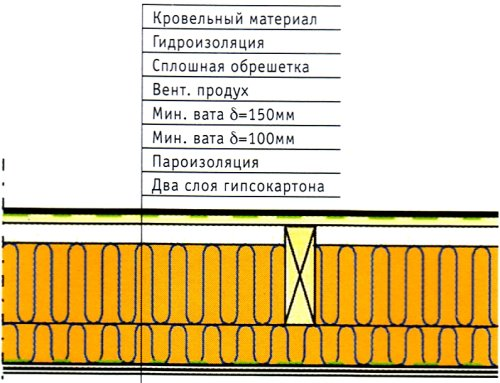 Кровельный материал
Гидроизоляция
Сплошная обрешетка
Вент. продух
Мин. вата δ=150мм
Мин. вата δ=100мм
Пароизоляция
Два слоя гипсокартона